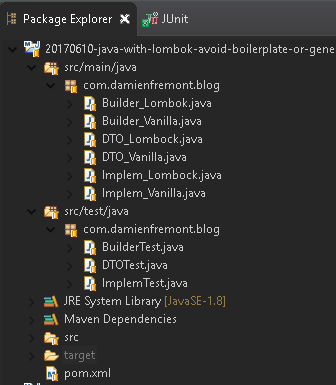 Package Explorer JUnit
20170610-java-with-lombok-avoid-boilerplate-or-gene
src/main/java
com.damienfremont.blog
Builder_Lombok.java
Builder_Vanilla.java
DTO_Lombock.java
DTO_Vanilla.java
Implem_Lombock.java
Implem_Vanilla.java
src/test/java
com.damienfremont.blog
BuilderTest.java
DTOTest.java
ImplemTest.java
JRE System Library [JavaSE-1.8]
Maven Dependencies
src
target
pom.xml